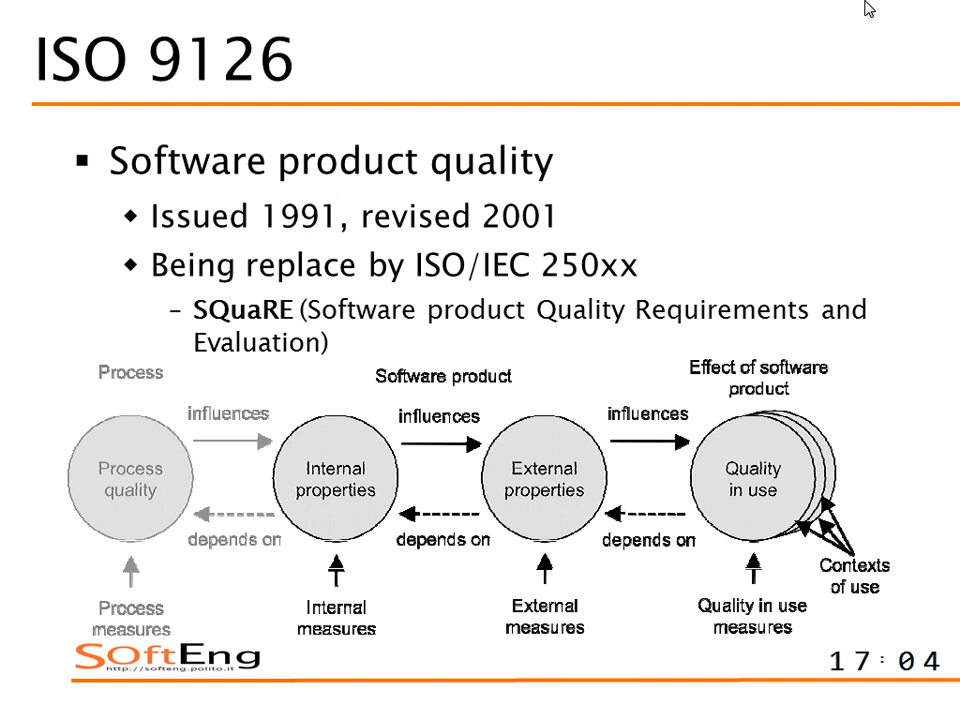 ISO 9126
▪ Software product quality
◆ Issued 1991, revised 2001
◆ Being replace by ISO/IEC 250xx
– SQuaRE (Software product Quality Requirements and
Evaluation)
Process
Software product
Effect of software
product
influences
influences
influences
Process
quality
Internal
properties
External
properties
Quality
in use
depends on
depends on
depends on
Contexts
of use
Process
measures
Internal
measures
External
measures
Quality in use
measures
SOftEng
http://softeng.polito.it
17:04